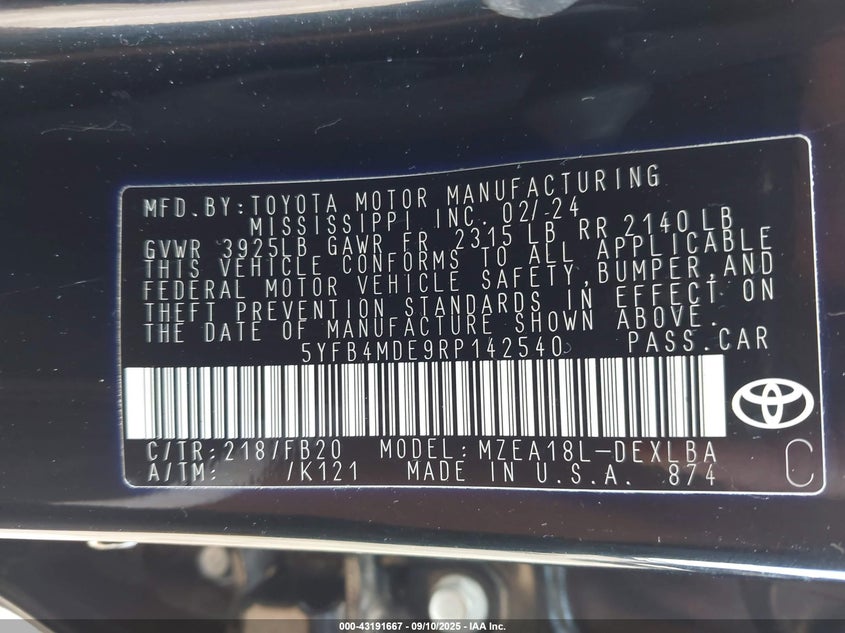 MFD.BY:TOYOTA MOTOR MANUFACTURING
MISSISSIPPI INC. 02/24
GVWR 3925LB GAWR FR 2315 LB RR 2140 LB
THIS VEHICLE CONFORMS TO ALL APPLICABLE
FEDERAL MOTOR VEHICLE SAFETY,BUMPER,AND
THEFT PREVENTION STANDARDS IN EFFECT ON
THE DATE OF MANUFACTURE SHOWN ABOVE.
5YFB4MDE9RP142540 PASS.CAR
C/TR:218/FB20 MODEL:MZEA18L-DEXLBA
A/TM: /K121 MADE IN U.S.A. 874
C
000-43191667 - 09/10/2025 - IAA Inc.